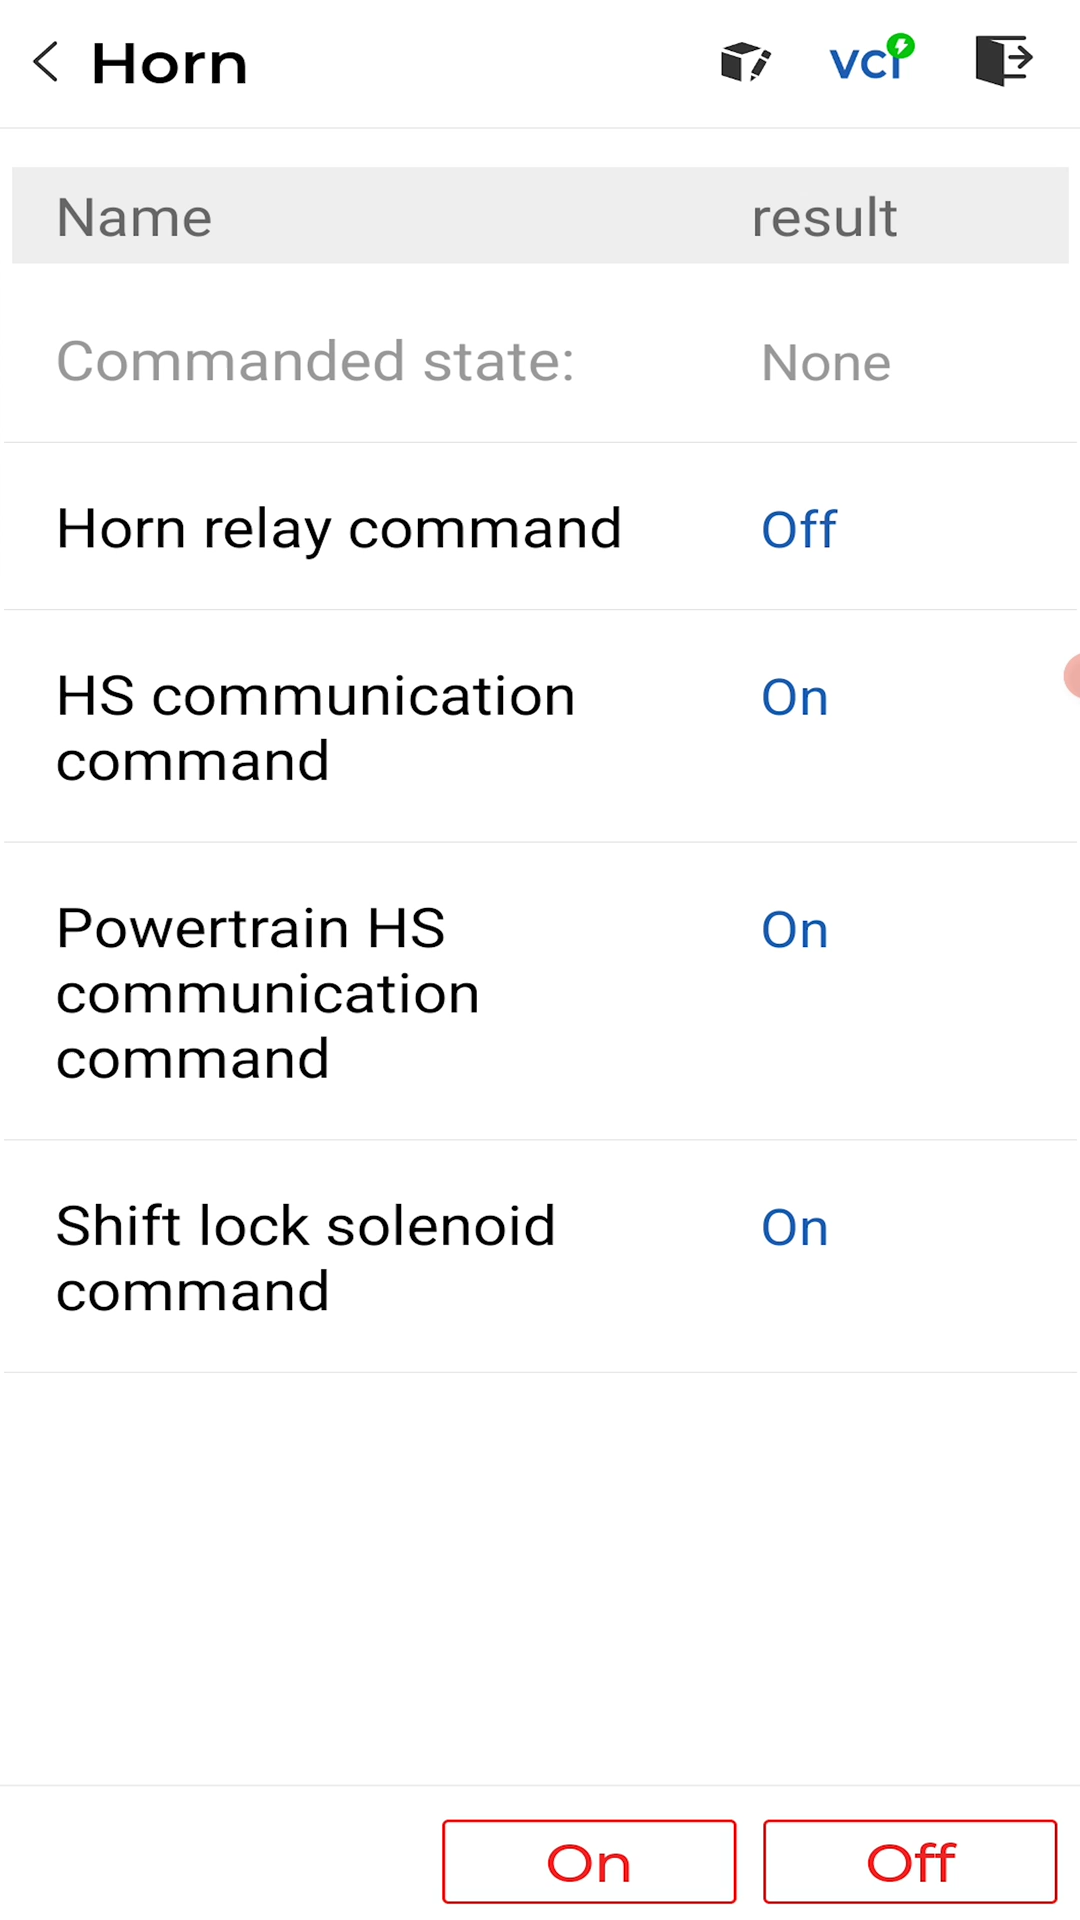 Horn
VCI
Name result
Commanded state: None
Horn relay command Off
HS communication On
command
Powertrain HS On
communication
command
Shift lock solenoid On
command
On Off